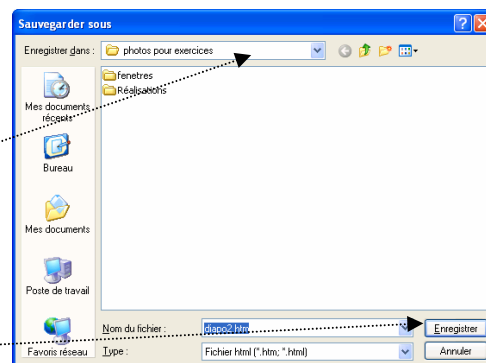 Sauvegarder sous
Enregistrer dans : photos pour exercices
fenetres
Réalisations
Mes documents
récents
Bureau
Mes documents
Poste de travail
Favoris réseau
Nom du fichier : diapo2.htm Enregistrer
Type : Fichier html (*.htm; *.html) Annuler